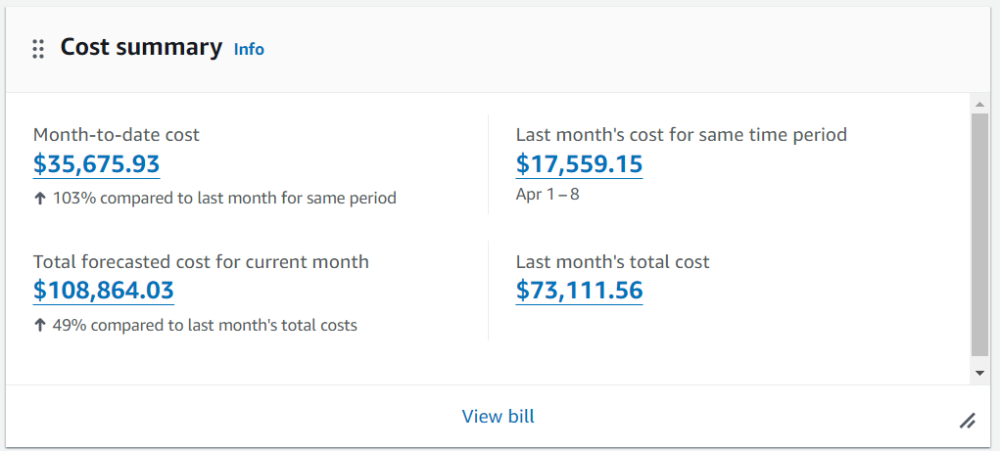 Cost summary Info
Month-to-date cost
$35,675.93
↑ 103% compared to last month for same period
Last month's cost for same time period
$17,559.15
Apr 1 – 8
Total forecasted cost for current month
$108,864.03
↑ 49% compared to last month's total costs
Last month's total cost
$73,111.56
View bill